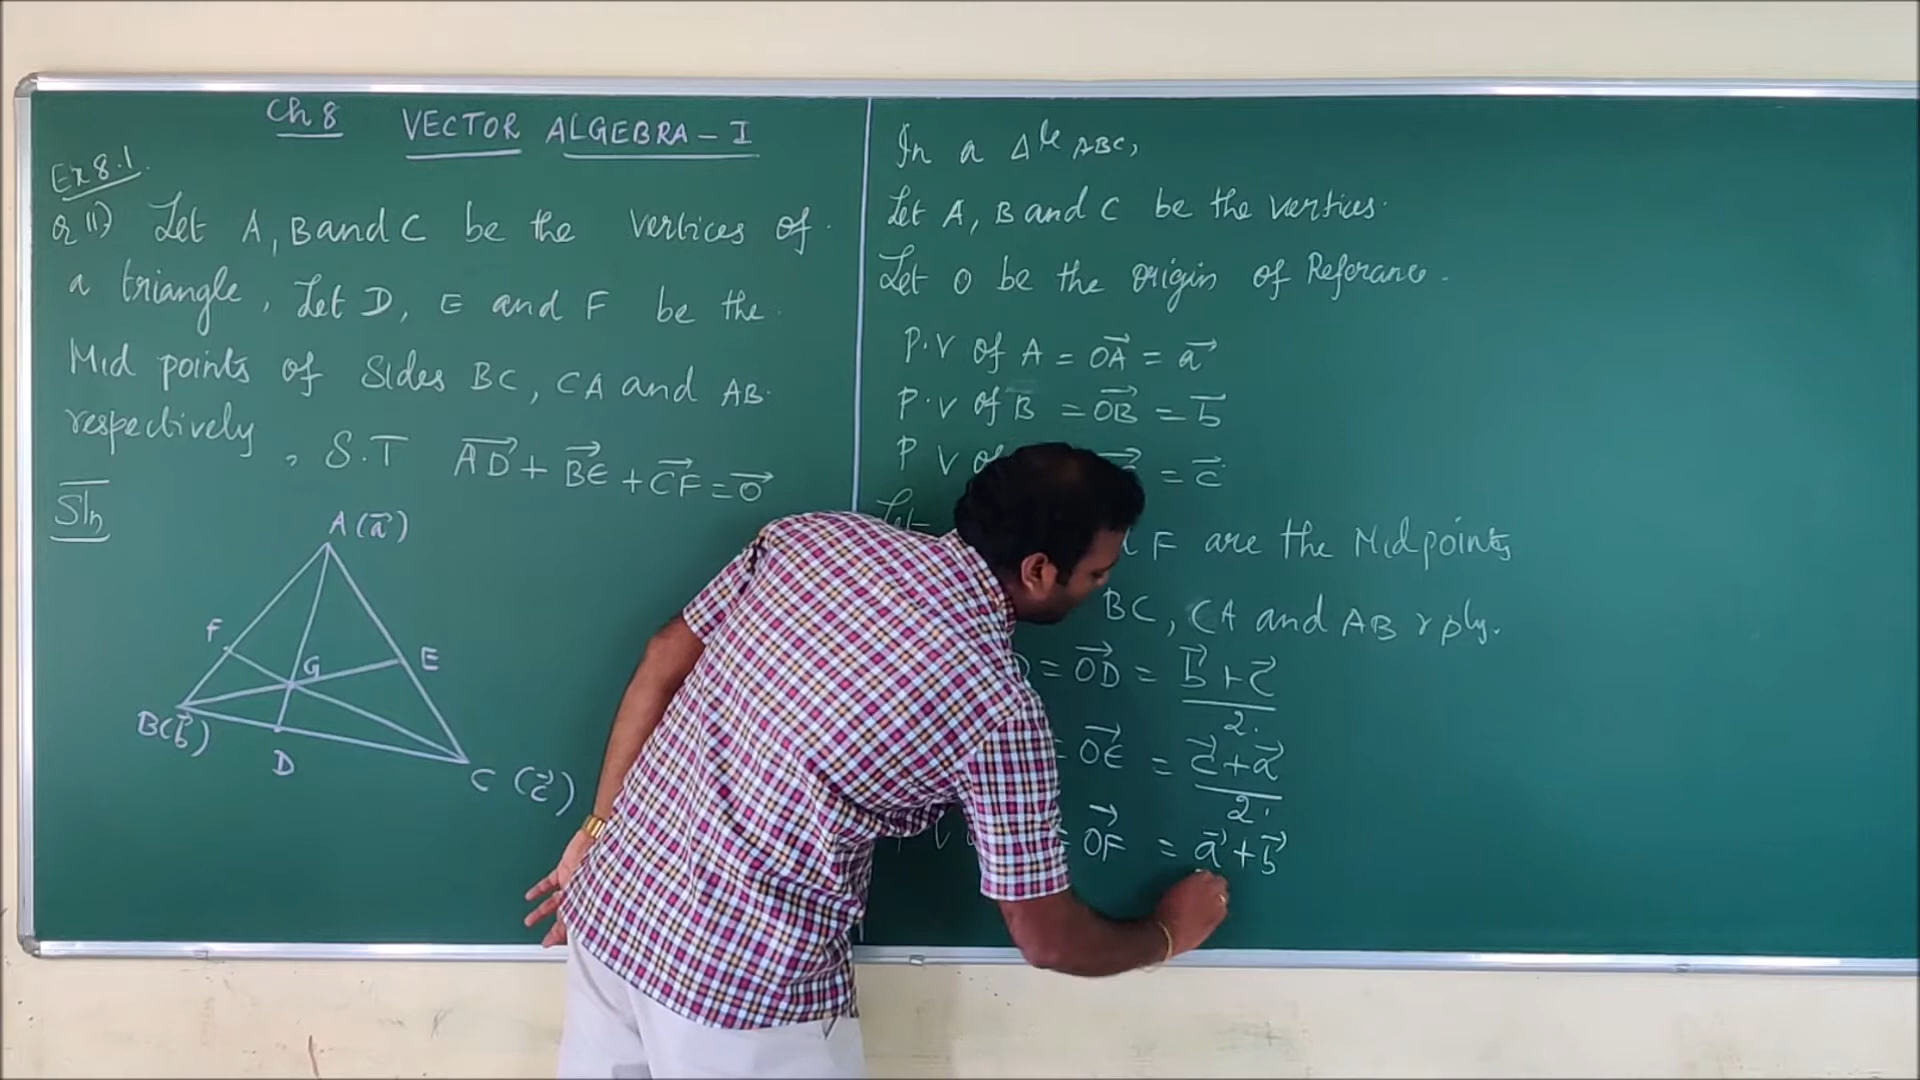 Ch 8 VECTOR ALGEBRA - I
Ex 8.1.
Q 11) Let A, B and C be the vertices of
a triangle, Let D, E and F be the
Mid points of Sides BC, CA and AB
respectively, S.T AD⃗ + BE⃗ + CF⃗ = 0⃗
Sln
A (a⃗)
F
E
G
B(b⃗)
D
C (c⃗)
In a Δle ABC,
Let A, B and C be the vertices.
Let O be the origin of Referance.
P.V of A = OA⃗ = a⃗
P.V of B = OB⃗ = b⃗
P V of = c⃗
Let F are the Midpoints
BC, CA and AB rply.
D = OD⃗ = b⃗ + c⃗ / 2.
= OE⃗ = c⃗ + a⃗ / 2.
= OF⃗ = a⃗ + b⃗